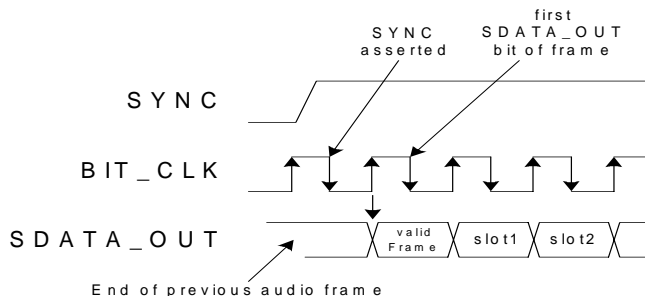 SYNC
asserted
first
SDATA_OUT
bit of frame
SYNC
BIT_CLK
SDATA_OUT
valid
Frame
slot1
slot2
End of previous audio frame